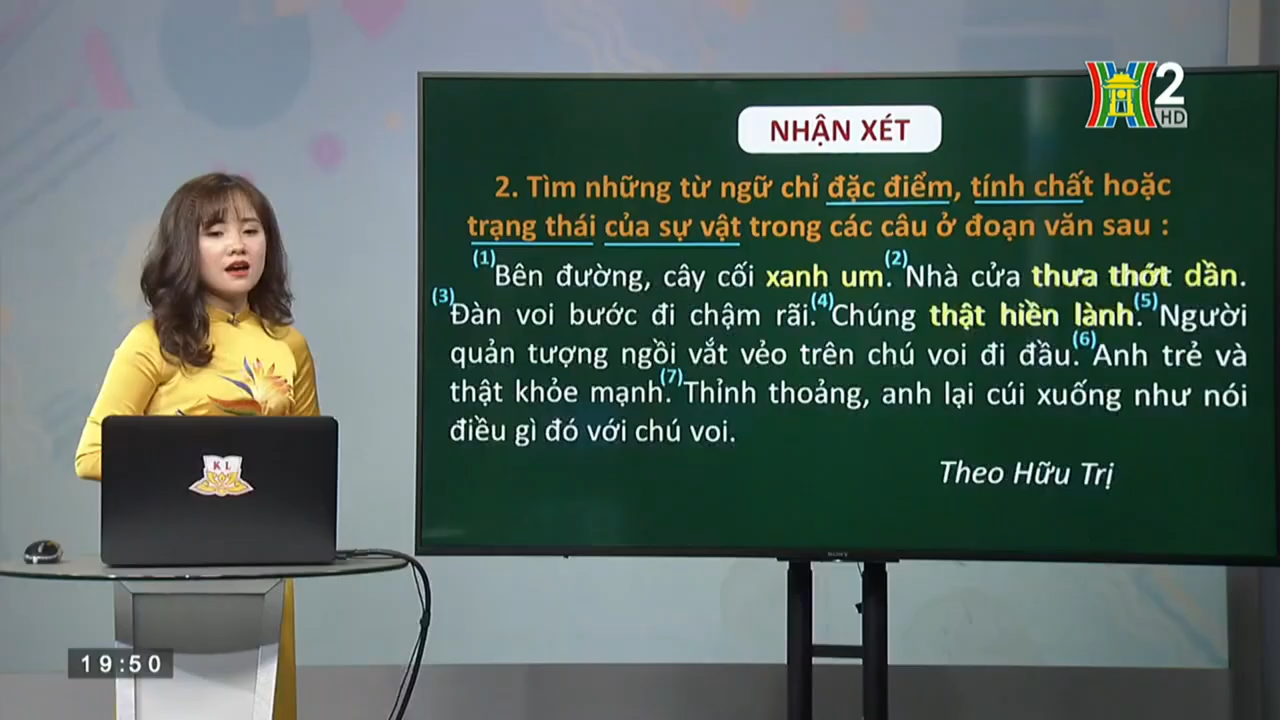 2
HD
NHẬN XÉT
2. Tìm những từ ngữ chỉ đặc điểm, tính chất hoặc
trạng thái của sự vật trong các câu ở đoạn văn sau :
(1)Bên đường, cây cối xanh um.(2)Nhà cửa thưa thớt dần.
(3)Đàn voi bước đi chậm rãi.(4)Chúng thật hiền lành.(5)Người
quản tượng ngồi vắt vẻo trên chú voi đi đầu.(6)Anh trẻ và
thật khỏe mạnh.(7)Thỉnh thoảng, anh lại cúi xuống như nói
điều gì đó với chú voi.
Theo Hữu Trị
K L
SONY
19:50